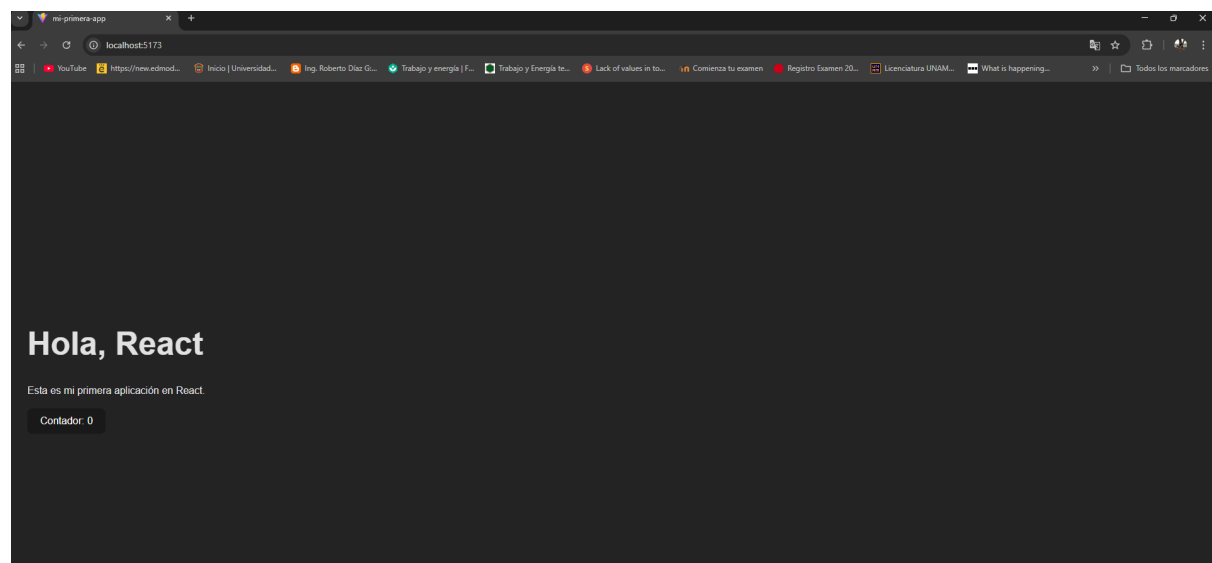 mi-primera-app
localhost:5173
YouTube https://new.edmod... Inicio | Universidad... Ing. Roberto Díaz G:... Trabajo y energía | F... Trabajo y Energía te... Lack of values in to... Comienza tu examen Registro Examen 20... Licenciatura UNAM... What is happening... » Todos los marcadores
Hola, React
Esta es mi primera aplicación en React.
Contador: 0